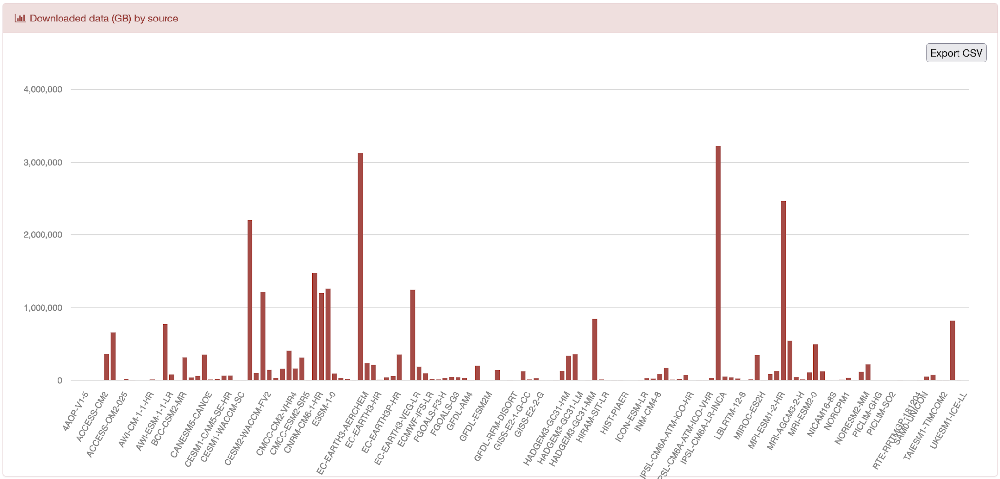 Downloaded data (GB) by source
Export CSV
4,000,000
3,000,000
2,000,000
1,000,000
0
4AOP-V1-5
ACCESS-CM2
ACCESS-OM2-025
AWI-CM-1-1-HR
AWI-ESM-1-1-LR
BCC-CSM2-MR
CANESM5-CANOE
CESM1-CAM5-SE-HR
CESM1-WACCM-SC
CESM2-WACCM-FV2
CMCC-CM2-VHR4
CMCC-ESM2-SR5
CNRM-CM6-1-HR
E3SM-1-0
EC-EARTH3-AERCHEM
EC-EARTH3-HR
EC-EARTH3P-HR
EC-EARTH3-VEG-LR
ECMWF-IFS-LR
FGOALS-F3-H
FGOALS-G3
GFDL-AM4
GFDL-ESM2M
GFDL-RFM-DISORT
GISS-E2-1-G-CC
GISS-E2-2-G
HADGEM3-GC31-HM
HADGEM3-GC31-LM
HADGEM3-GC31-MM
HIRAM-SIT-LR
HIST-PIAER
ICON-ESM-LR
INM-CM4-8
IPSL-CM6A-ATM-ICO-HR
PSL-CM6A-ATM-ICO-VHR
IPSL-CM6A-LR-INCA
LBLRTM-12-8
MIROC-ES2H
MPI-ESM1-2-HR
MRI-AGCM3-2-H
MRI-ESM2-0
NICAM16-8S
NORCPM1
NORESM2-MM
PICLIM-GHG
PICLIM-SO2
RTE-RRTMGP-181204
SAM0-UNICON
TAIESM1-TIMCOM2
UKESM1-ICE-LL